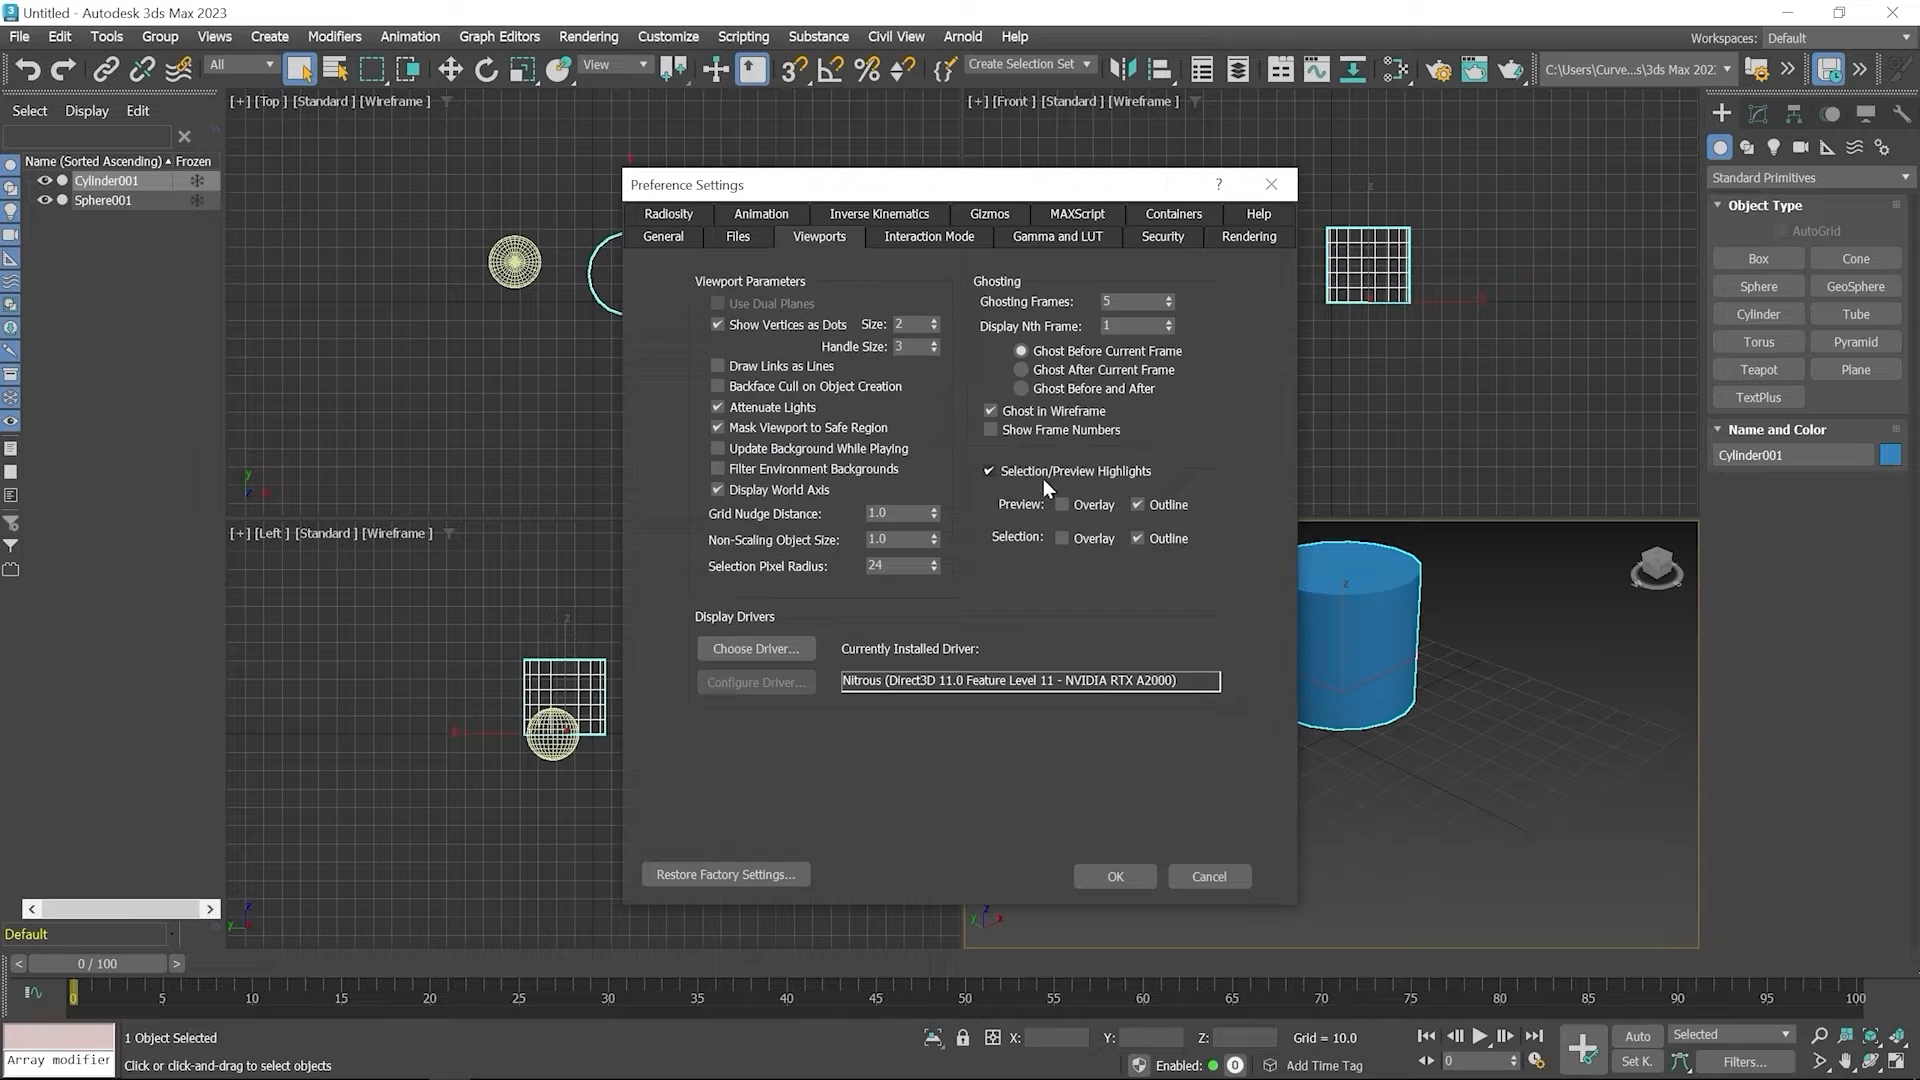 Untitled - Autodesk 3ds Max 2023
File Edit Tools Group Views Create Modifiers Animation Graph Editors Rendering Customize Scripting Substance Civil View Arnold Help
Workspaces: Default
All View Create Selection Set C:\Users\Curve...s\3ds Max 202
Select Display Edit
[+] [Top ] [Standard ] [Wireframe ]
[+] [Front ] [Standard ] [Wireframe ]
Name (Sorted Ascending) Frozen
Cylinder001
Sphere001
Preference Settings
Radiosity Animation Inverse Kinematics Gizmos MAXScript Containers Help
General Files Viewports Interaction Mode Gamma and LUT Security Rendering
Viewport Parameters
Use Dual Planes
Show Vertices as Dots Size: 2
Handle Size: 3
Draw Links as Lines
Backface Cull on Object Creation
Attenuate Lights
Mask Viewport to Safe Region
Update Background While Playing
Filter Environment Backgrounds
Display World Axis
Grid Nudge Distance: 1.0
Non-Scaling Object Size: 1.0
Selection Pixel Radius: 24
Ghosting
Ghosting Frames: 5
Display Nth Frame: 1
Ghost Before Current Frame
Ghost After Current Frame
Ghost Before and After
Ghost in Wireframe
Show Frame Numbers
Selection/Preview Highlights
Preview: Overlay Outline
Selection: Overlay Outline
Display Drivers
Choose Driver... Currently Installed Driver:
Configure Driver... Nitrous (Direct3D 11.0 Feature Level 11 - NVIDIA RTX A2000)
Restore Factory Settings... OK Cancel
Standard Primitives
Object Type
AutoGrid
Box Cone
Sphere GeoSphere
Cylinder Tube
Torus Pyramid
Teapot Plane
TextPlus
Name and Color
Cylinder001
[+] [Left ] [Standard ] [Wireframe ]
z
y
z
z
z
y
z
y
x
Default
0 / 100
0 5 10 15 20 25 30 35 40 45 50 55 60 65 70 75 80 85 90 95 100
1 Object Selected X: Y: Z: Grid = 10.0 Auto Selected
Array modifier Click or click-and-drag to select objects Enabled: 0 Add Time Tag 0 Set K. Filters...